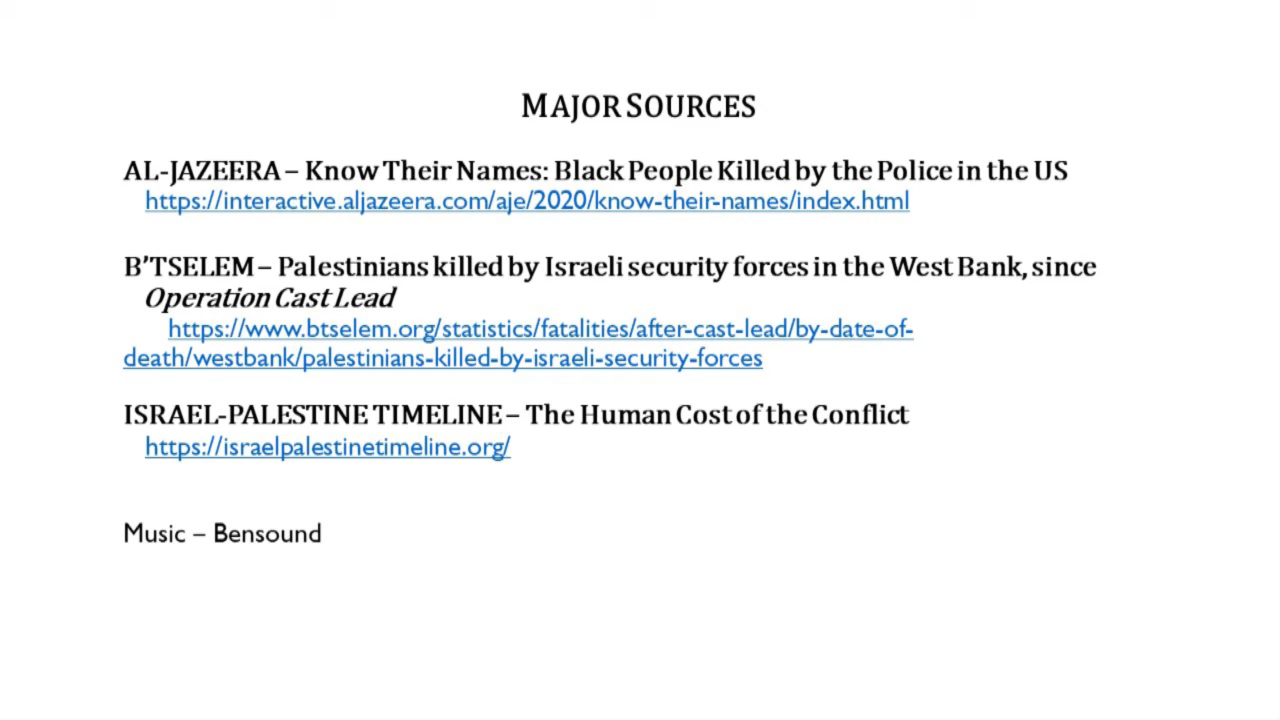 MAJOR SOURCES
AL-JAZEERA – Know Their Names: Black People Killed by the Police in the US
https://interactive.aljazeera.com/aje/2020/know-their-names/index.html
B’TSELEM – Palestinians killed by Israeli security forces in the West Bank, since
Operation Cast Lead
https://www.btselem.org/statistics/fatalities/after-cast-lead/by-date-of-
death/westbank/palestinians-killed-by-israeli-security-forces
ISRAEL-PALESTINE TIMELINE – The Human Cost of the Conflict
https://israelpalestinetimeline.org/
Music – Bensound